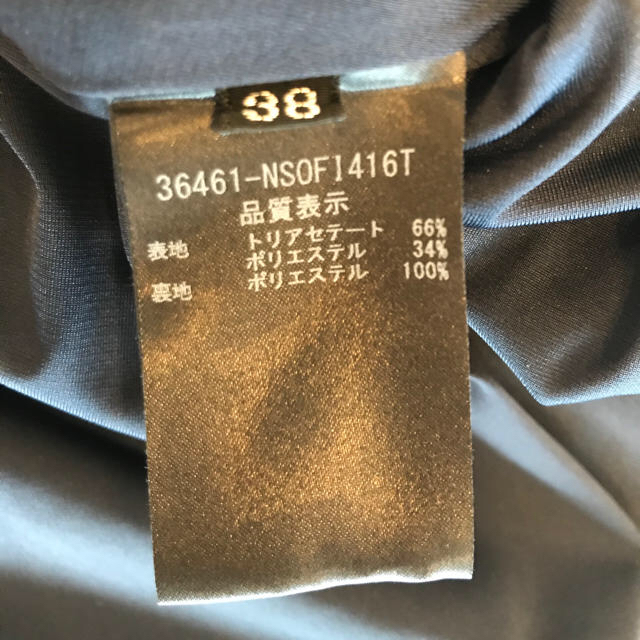 38
36461-NSOFI416T
品質表示
表地 トリアセテート 66%
ポリエステル 34%
裏地 ポリエステル 100%